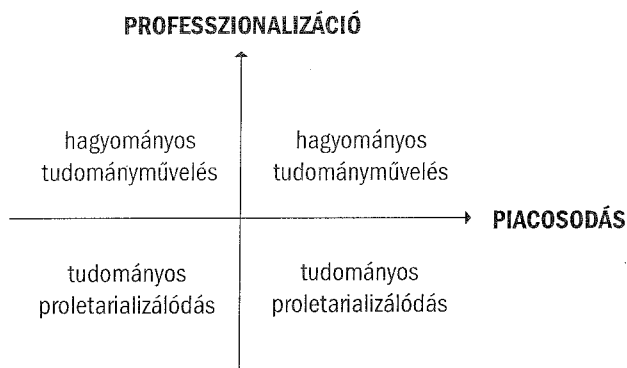 PROFESSZIONALIZÁCIÓ
hagyományos
tudományművelés
hagyományos
tudományművelés
PIACOSODÁS
tudományos
proletarializálódás
tudományos
proletarializálódás